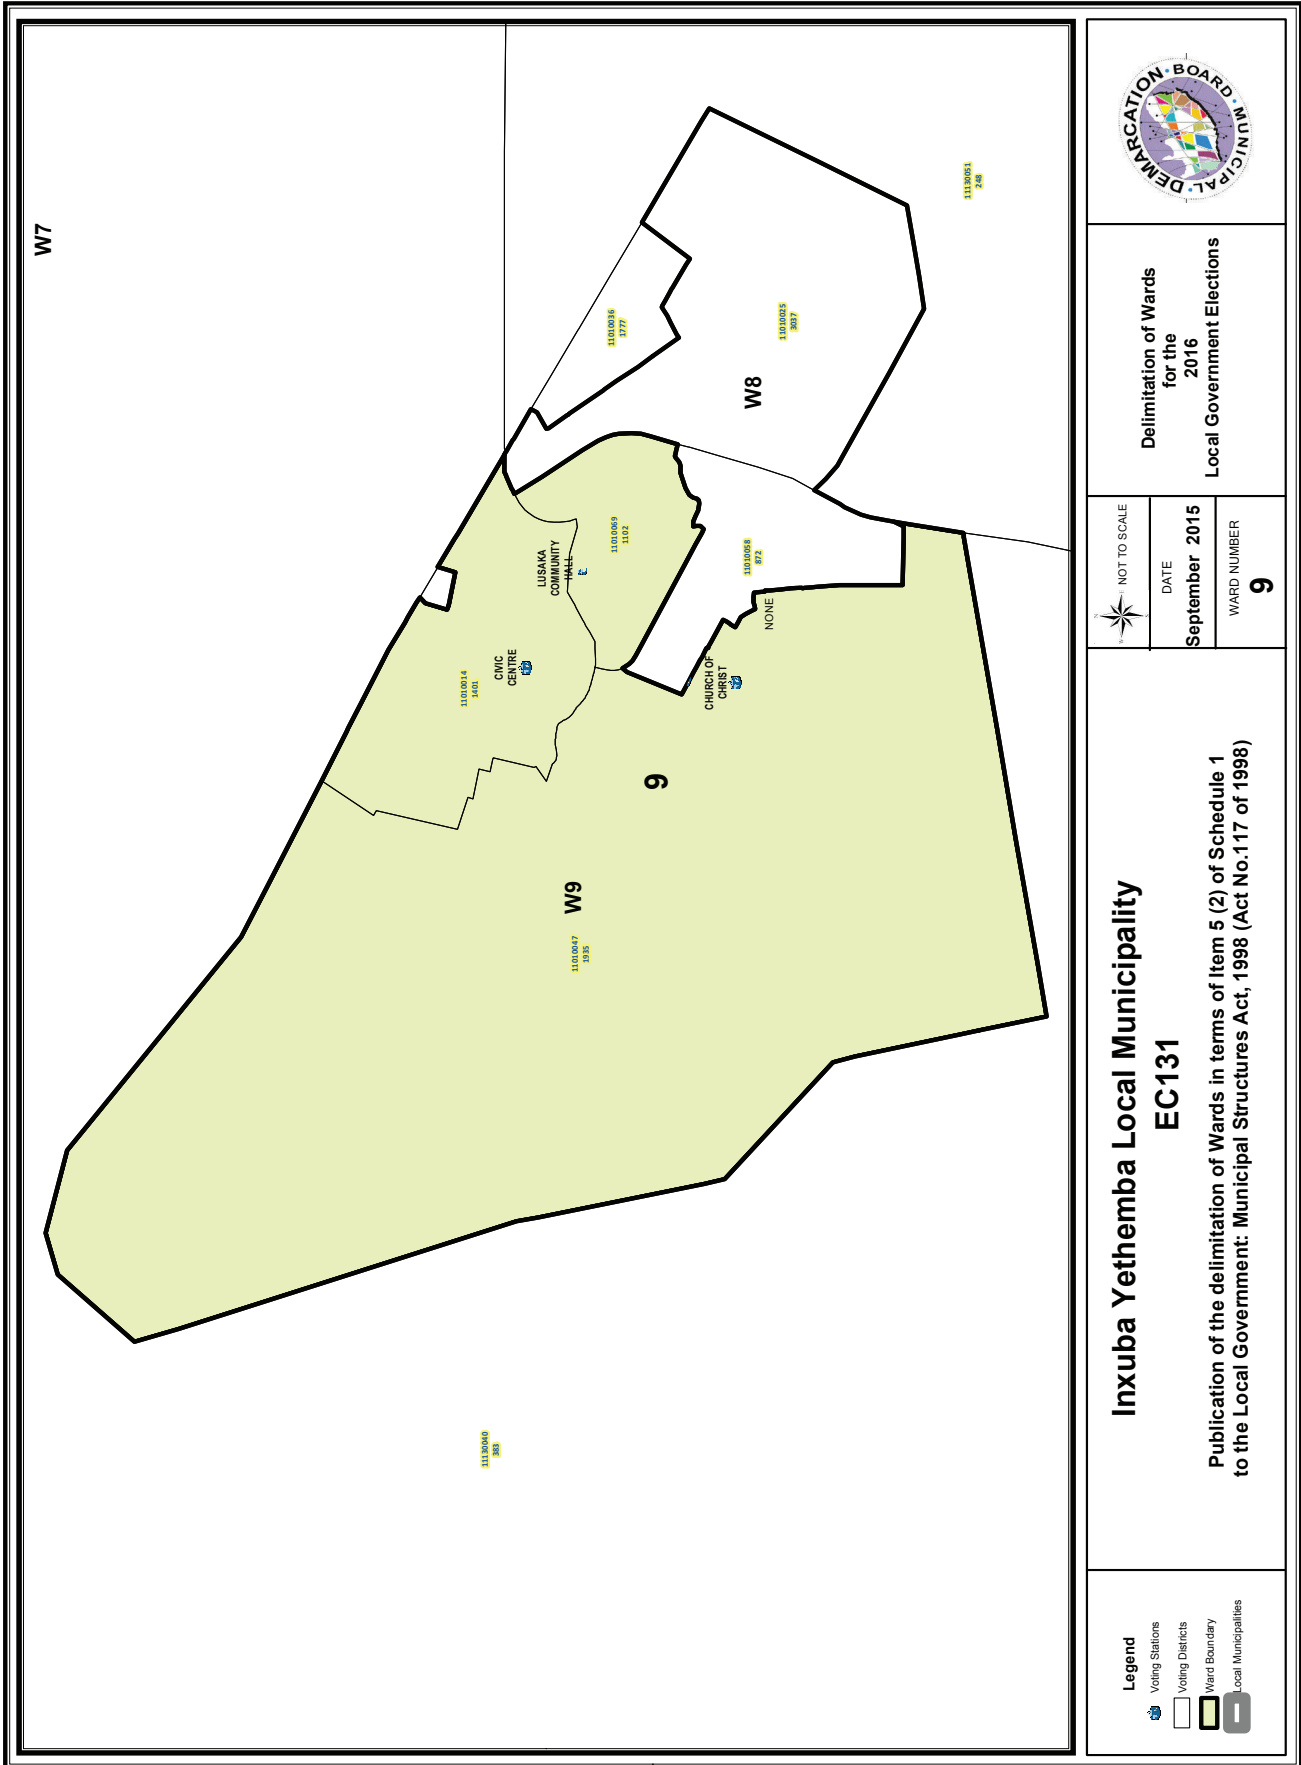 W7
11130051
248
11010036
1777
11010025
3037
W8
LUSAKA
COMMUNITY
HALL
11010069
1102
11010058
872
NONE
CIVIC
CENTRE
11010014
1401
CHURCH OF
CHRIST
9
W9
11010047
1935
11130040
383
Legend
Voting Stations
Voting Districts
Ward Boundary
Local Municipalities
Inxuba Yethemba Local Municipality
EC131
Publication of the delimitation of Wards in terms of Item 5 (2) of Schedule 1
to the Local Government: Municipal Structures Act, 1998 (Act No.117 of 1998)
NOT TO SCALE
DATE
September 2015
WARD NUMBER
9
Delimitation of Wards
for the
2016
Local Government Elections
MUNICIPAL • DEMARCATION • BOARD •